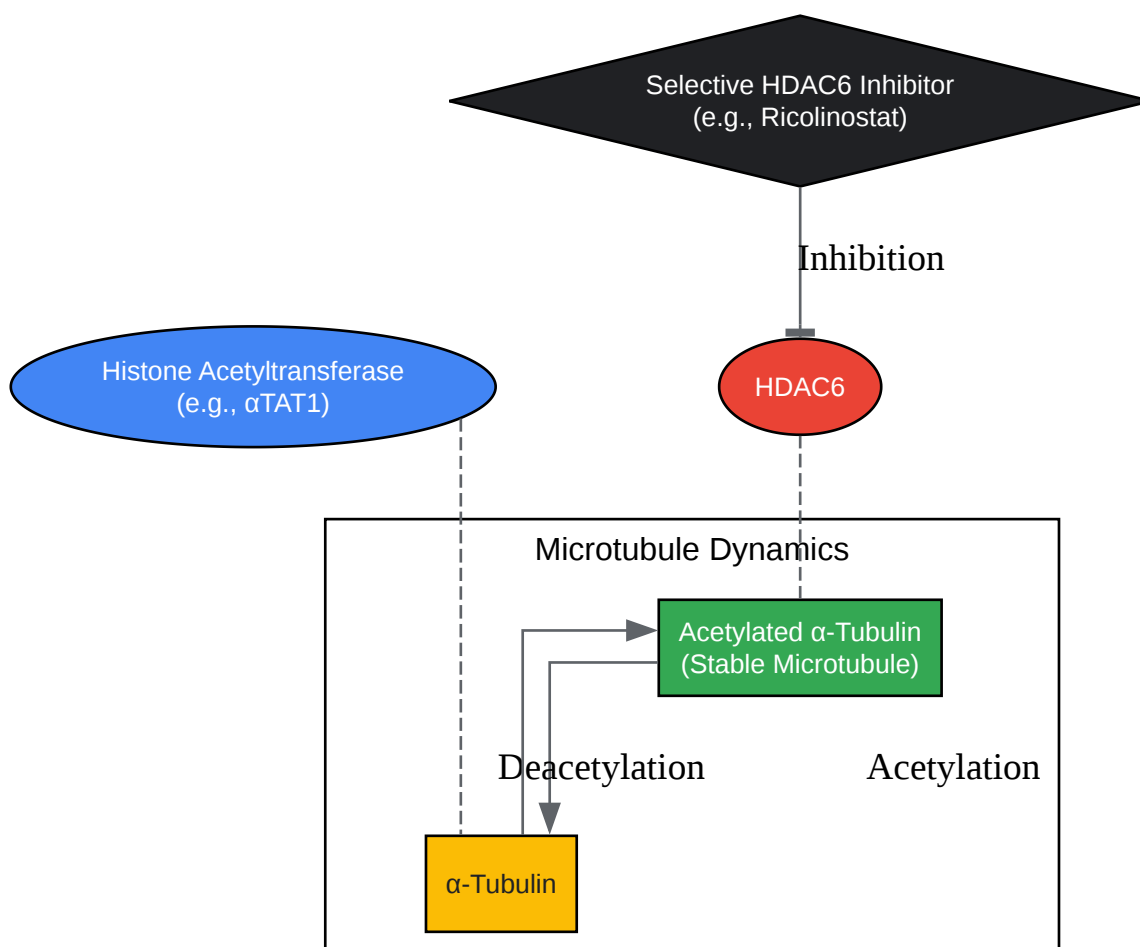 Selective HDAC6 Inhibitor
(e.g., Ricolinostat)
Inhibition
Histone Acetyltransferase
(e.g., αTAT1)
HDAC6
Microtubule Dynamics
Acetylated α-Tubulin
(Stable Microtubule)
Deacetylation
Acetylation
α-Tubulin